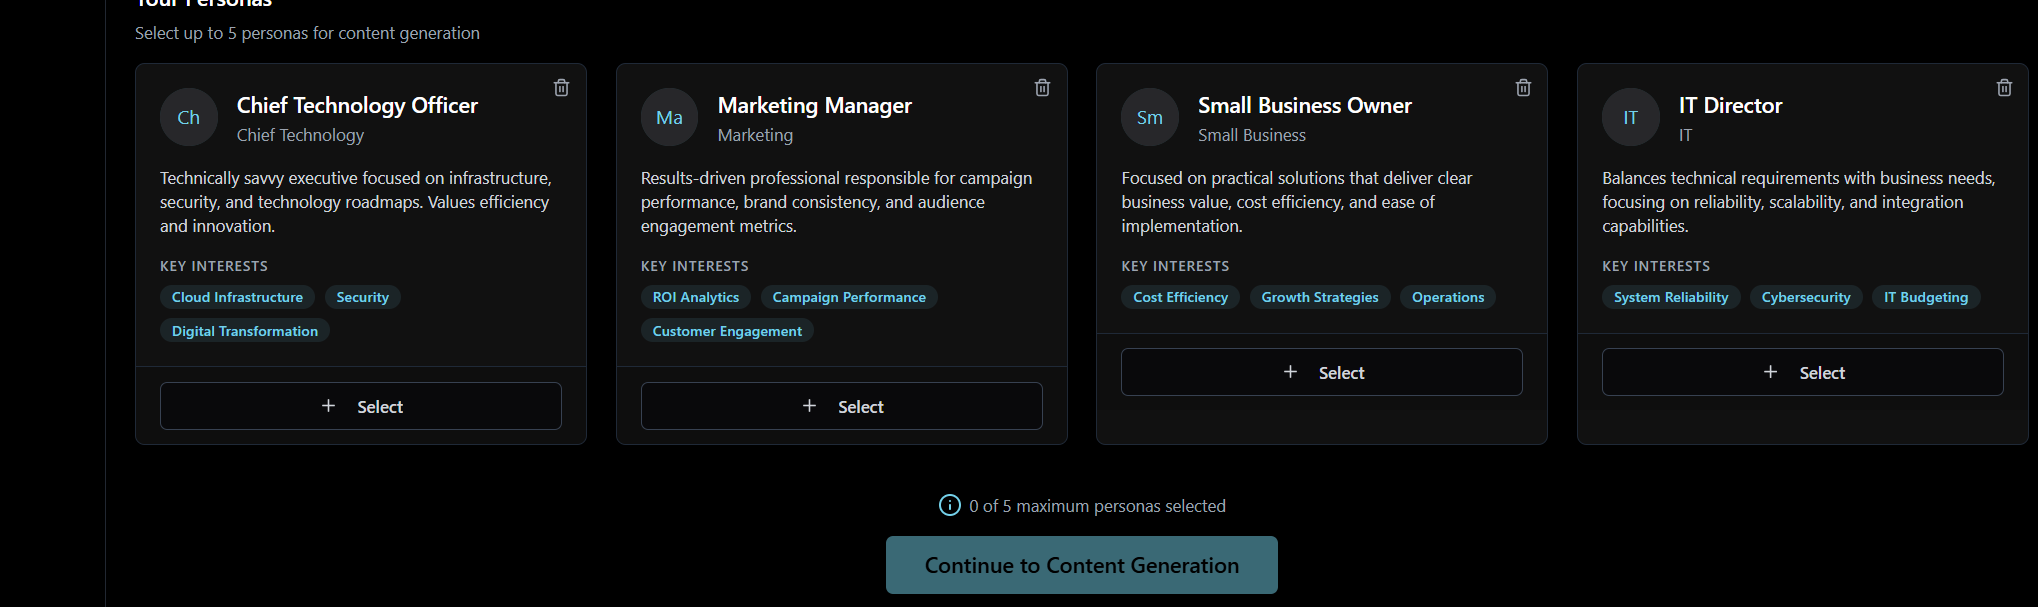 Your Personas
Select up to 5 personas for content generation
Ch
Chief Technology Officer
Chief Technology
Technically savvy executive focused on infrastructure,
security, and technology roadmaps. Values efficiency
and innovation.
KEY INTERESTS
Cloud Infrastructure
Security
Digital Transformation
+ Select
Ma
Marketing Manager
Marketing
Results-driven professional responsible for campaign
performance, brand consistency, and audience
engagement metrics.
KEY INTERESTS
ROI Analytics
Campaign Performance
Customer Engagement
+ Select
Sm
Small Business Owner
Small Business
Focused on practical solutions that deliver clear
business value, cost efficiency, and ease of
implementation.
KEY INTERESTS
Cost Efficiency
Growth Strategies
Operations
+ Select
IT
IT Director
IT
Balances technical requirements with business needs,
focusing on reliability, scalability, and integration
capabilities.
KEY INTERESTS
System Reliability
Cybersecurity
IT Budgeting
+ Select
0 of 5 maximum personas selected
Continue to Content Generation